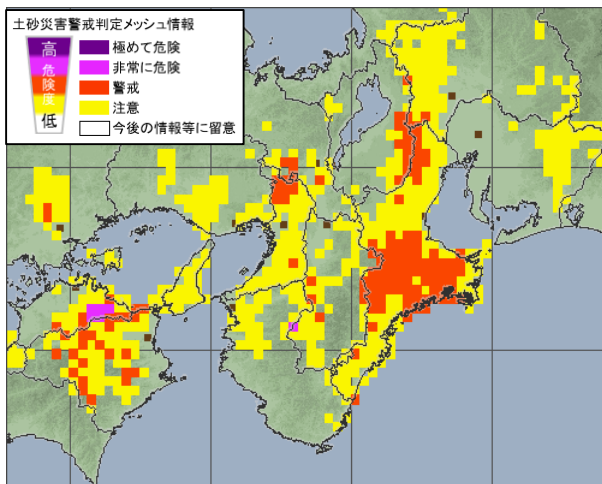 土砂災害警戒判定メッシュ情報
高
危険度
低
極めて危険
非常に危険
警戒
注意
今後の情報等に留意